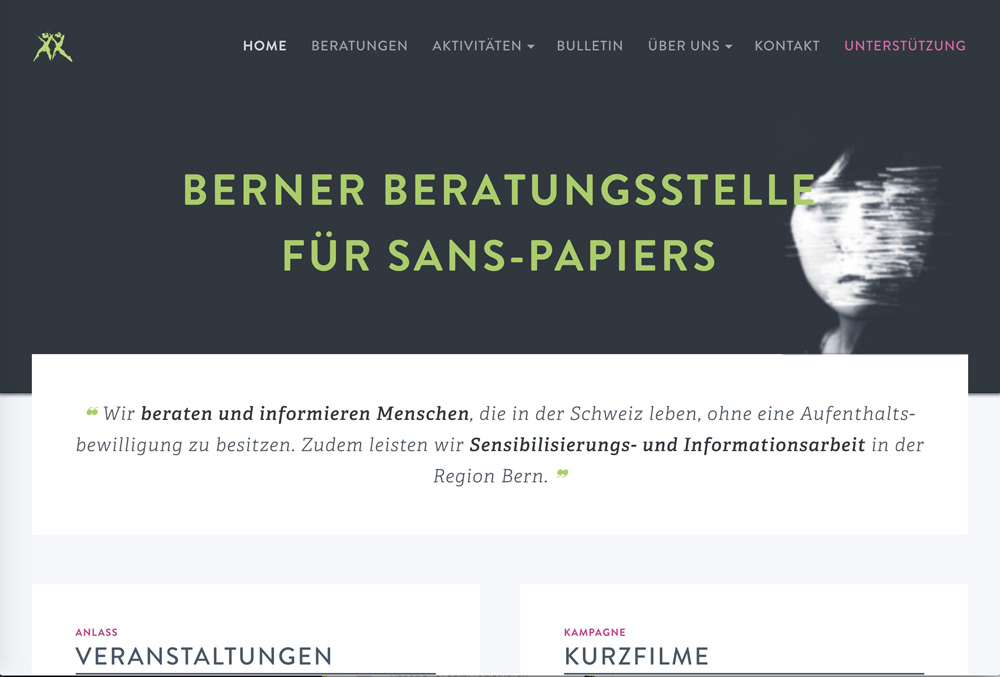 HOME BERATUNGEN AKTIVITÄTEN BULLETIN ÜBER UNS KONTAKT UNTERSTÜTZUNG
BERNER BERATUNGSSTELLE
FÜR SANS-PAPIERS
❝ Wir beraten und informieren Menschen, die in der Schweiz leben, ohne eine Aufenthalts-
bewilligung zu besitzen. Zudem leisten wir Sensibilisierungs- und Informationsarbeit in der
Region Bern. ❞
ANLASS
VERANSTALTUNGEN
KAMPAGNE
KURZFILME